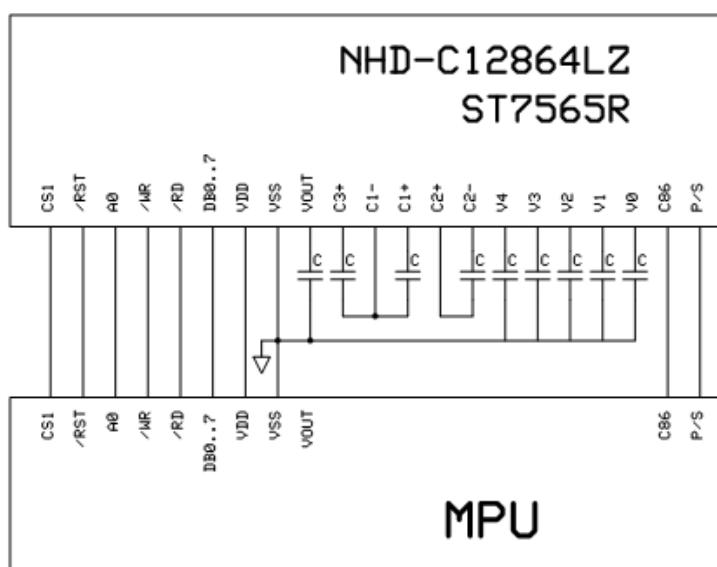 NHD-C12864LZ
ST7565R
CS1 /RST A0 /WR /RD DB0..7 VDD VSS VOUT C3+ C1- C1+ C2+ C2- V4 V3 V2 V1 V0 C86 P/S
C C C C C C C C C
CS1 /RST A0 /WR /RD DB0..7 VDD VSS VOUT C86 P/S
MPU